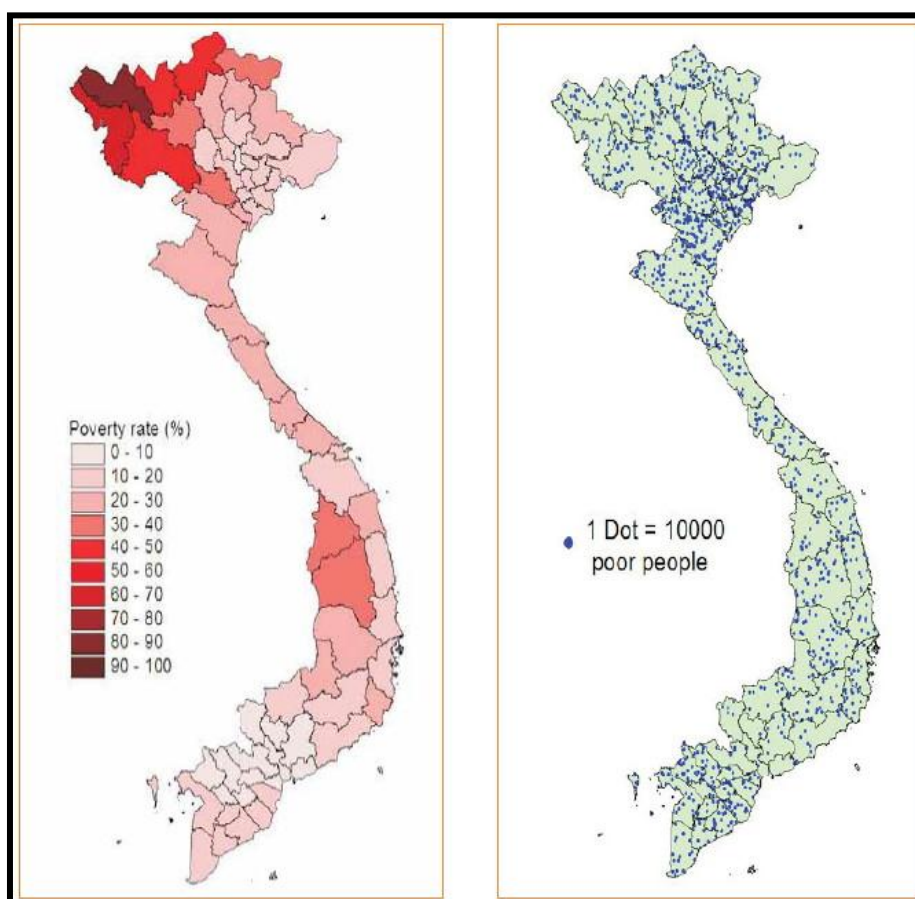 Poverty rate (%)
0 - 10
10 - 20
20 - 30
30 - 40
40 - 50
50 - 60
60 - 70
70 - 80
80 - 90
90 - 100
1 Dot = 10000
poor people